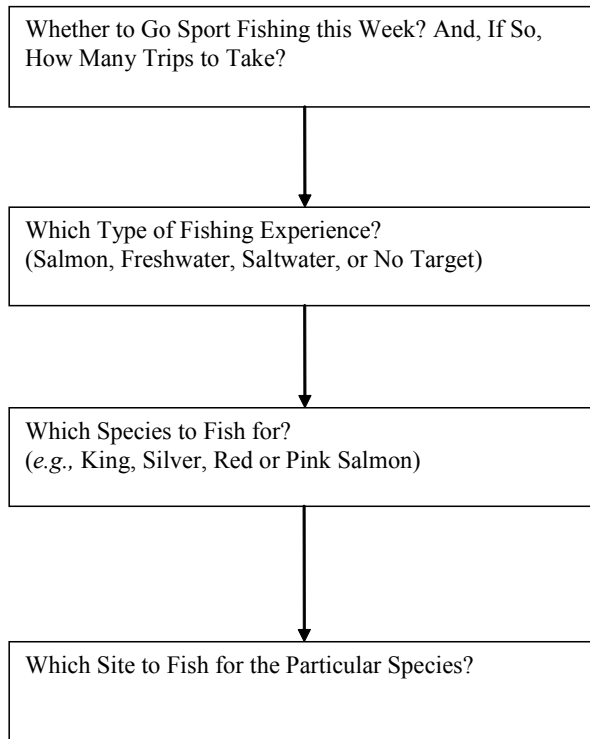 Whether to Go Sport Fishing this Week? And, If So,
How Many Trips to Take?
Which Type of Fishing Experience?
(Salmon, Freshwater, Saltwater, or No Target)
Which Species to Fish for?
(e.g., King, Silver, Red or Pink Salmon)
Which Site to Fish for the Particular Species?